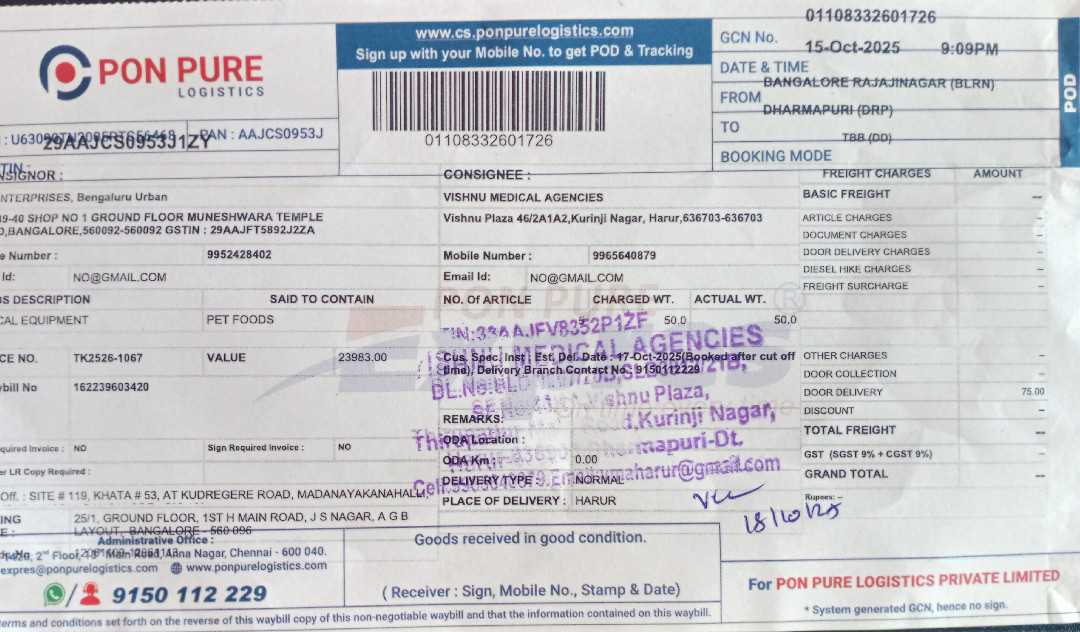 PON PURE
LOGISTICS
www.cs.ponpurelogistics.com
Sign up with your Mobile No. to get POD & Tracking
01108332601726
01108332601726
GCN No.
15-Oct-2025 9:09PM
DATE & TIME
BANGALORE RAJAJINAGAR (BLRN)
FROM
DHARMAPURI (DRP)
TO
TBB (DD)
BOOKING MODE
POD
PAN : AAJCS0953J
29AAJCS0953J1ZY
NSIGNOR :
NTERPRISES, Bengaluru Urban
19-40 SHOP NO 1 GROUND FLOOR MUNESHWARA TEMPLE
D,BANGALORE,560092-560092 GSTIN : 29AAJFT5892J2ZA
e Number : 9952428402
Id: NO@GMAIL.COM
CONSIGNEE :
VISHNU MEDICAL AGENCIES
Vishnu Plaza 46/2A1A2,Kurinji Nagar, Harur,636703-636703
Mobile Number : 9965640879
Email Id: NO@GMAIL.COM
FREIGHT CHARGES AMOUNT
BASIC FREIGHT --
ARTICLE CHARGES --
DOCUMENT CHARGES --
DOOR DELIVERY CHARGES --
DIESEL HIKE CHARGES --
FREIGHT SURCHARGE --
DS DESCRIPTION SAID TO CONTAIN NO. OF ARTICLE CHARGED WT. ACTUAL WT.
CAL EQUIPMENT PET FOODS 50.0 50.0
CE NO. TK2526-1067 VALUE 23983.00
Cus. Spec. Inst : Est. Del. Date : 17-Oct-2025(Booked after cut off
time), Delivery Branch Contact No. 9150112229
bill No 162239603420
REMARKS:
quired Invoice : NO Sign Required Invoice : NO
ODA Location :
ODA Km : 0.00
er LR Copy Required :
DELIVERY TYPE : NORMAL
PLACE OF DELIVERY : HARUR
OTHER CHARGES --
DOOR COLLECTION --
DOOR DELIVERY 75.00
DISCOUNT --
TOTAL FREIGHT --
GST (SGST 9% + CGST 9%) --
GRAND TOTAL --
Rupees: --
33AAJFV8352P1ZF
MEDICAL AGENCIES
Vishnu Plaza,
Kurinji Nagar,
Dharmapuri-Dt.
18/10/25
Off. : SITE # 119, KHATA # 53, AT KUDREGERE ROAD, MADANAYAKANAHALLI,
ING 25/1, GROUND FLOOR, 1ST H MAIN ROAD, J S NAGAR, A G B
E : LAYOUT, BANGALORE - 560 096
Administrative Office :
2nd Floor, Main Road, Anna Nagar, Chennai - 600 040.
expres@ponpurelogistics.com www.ponpurelogistics.com
9150 112 229
Goods received in good condition.
( Receiver : Sign, Mobile No., Stamp & Date)
For PON PURE LOGISTICS PRIVATE LIMITED
* System generated GCN, hence no sign.
erms and conditions set forth on the reverse of this waybill copy of this non-negotiable waybill and that the information contained on this waybill.